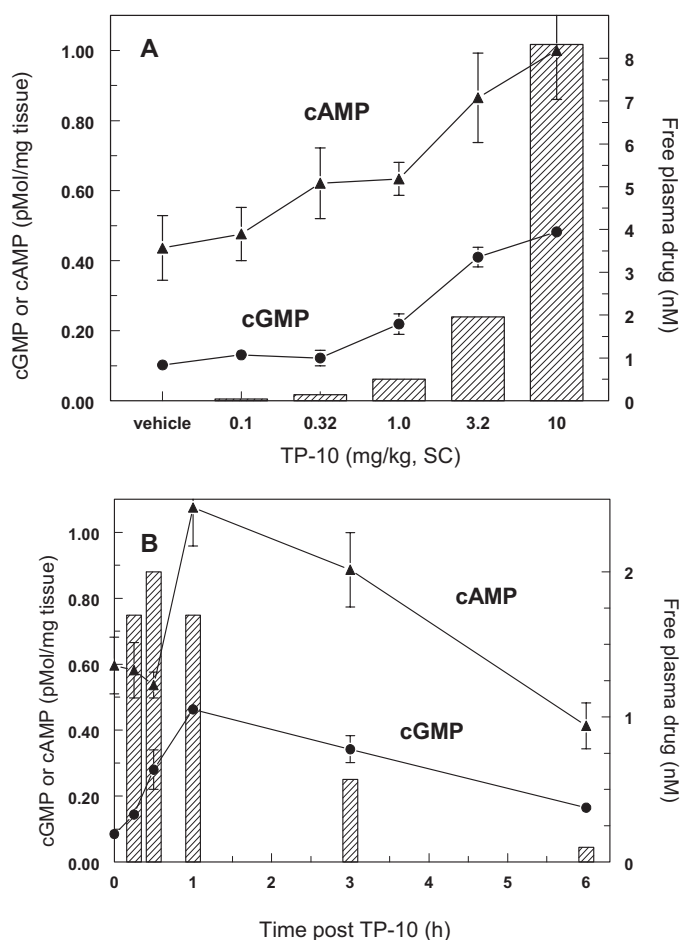 A
cAMP
cGMP
cGMP or cAMP (pMol/mg tissue)
1.00
0.80
0.60
0.40
0.20
0.00
8
7
6
5
4
3
2
1
0
Free plasma drug (nM)
vehicle 0.1 0.32 1.0 3.2 10
TP-10 (mg/kg, SC)
B
cAMP
cGMP
cGMP or cAMP (pMol/mg tissue)
1.00
0.80
0.60
0.40
0.20
0.00
2
1
0
Free plasma drug (nM)
0 1 2 3 4 5 6
Time post TP-10 (h)